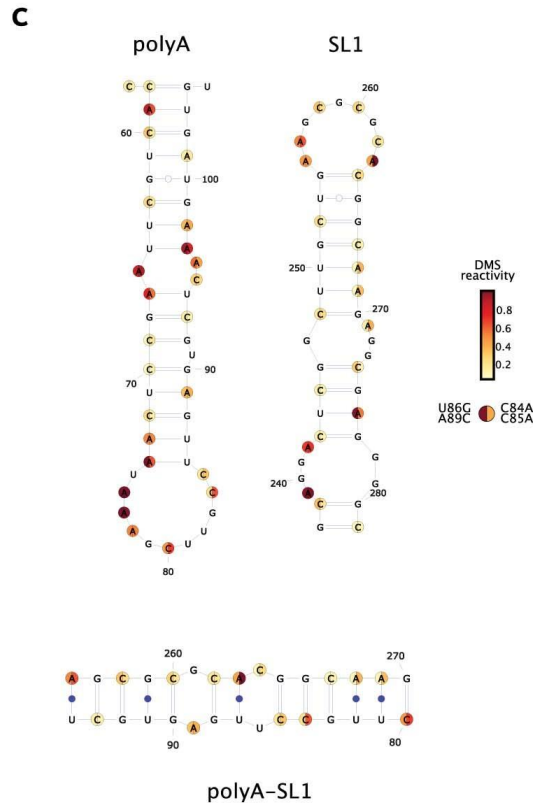 C
polyA
SL1
C C G U
A U
60 C G
U A
G U 100
C G
U A
U A
A A
C
A U
G C
C G
U
C G 90
70 U A
C G
A U
A U
U C
A C
A G
A U
G C U
80
260
C G C
G G
A C
A A
G C
U G
C G
G C
250 U A
U A
C G 270
A
G G
G
G C
C G
U A
C G
A
G G
240 G G
A 280
C G
G C
DMS
reactivity
0.8
0.6
0.4
0.2
U86G C84A
A89C C85A
260 270
A G C G C G C A C G G C A A G
U C G U G A G U U C C G U U C
90 80
polyA-SL1